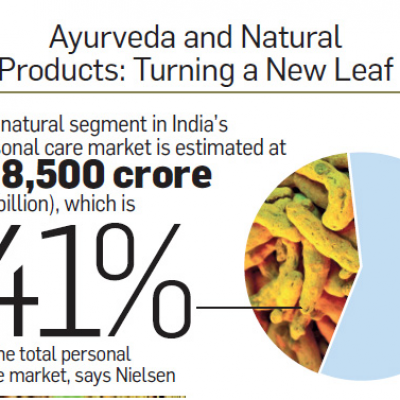 Ayurveda and Natural
Products: Turning a New Leaf
natural segment in India's
sonal care market is estimated at
8,500 crore
billion), which is
41%
he total personal
e market, says Nielsen